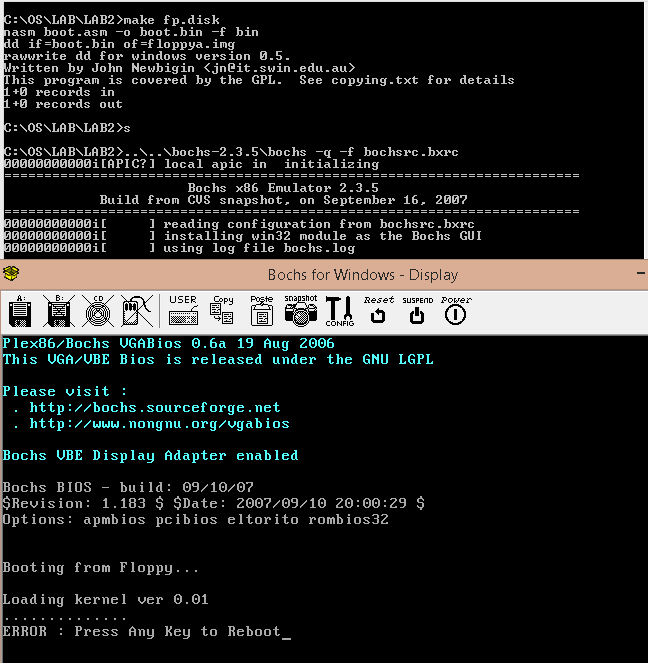 C:\OS\LAB\LAB2>make fp.disk
nasm boot.asm -o boot.bin -f bin
dd if=boot.bin of=floppya.img
rawwrite dd for windows version 0.5.
Written by John Newbigin <jn@it.swin.edu.au>
This program is covered by the GPL.  See copying.txt for details
1+0 records in
1+0 records out
C:\OS\LAB\LAB2>s
C:\OS\LAB\LAB2>..\..\bochs-2.3.5\bochs -q -f bochsrc.bxrc
00000000000i[APIC?] local apic in  initializing
========================================================================
Bochs x86 Emulator 2.3.5
Build from CVS snapshot, on September 16, 2007
========================================================================
00000000000i[     ] reading configuration from bochsrc.bxrc
00000000000i[     ] installing win32 module as the Bochs GUI
00000000000i[     ] using log file bochs.log
Bochs for Windows - Display
A: B: CD USER Copy Paste snapshot CONFIG Reset SUSPEND Power
Plex86/Bochs VGABios 0.6a 19 Aug 2006
This VGA/VBE Bios is released under the GNU LGPL
Please visit :
. http://bochs.sourceforge.net
. http://www.nongnu.org/vgabios
Bochs VBE Display Adapter enabled
Bochs BIOS - build: 09/10/07
$Revision: 1.183 $ $Date: 2007/09/10 20:00:29 $
Options: apmbios pcibios eltorito rombios32
Booting from Floppy...
Loading kernel ver 0.01
..............
ERROR : Press Any Key to Reboot_